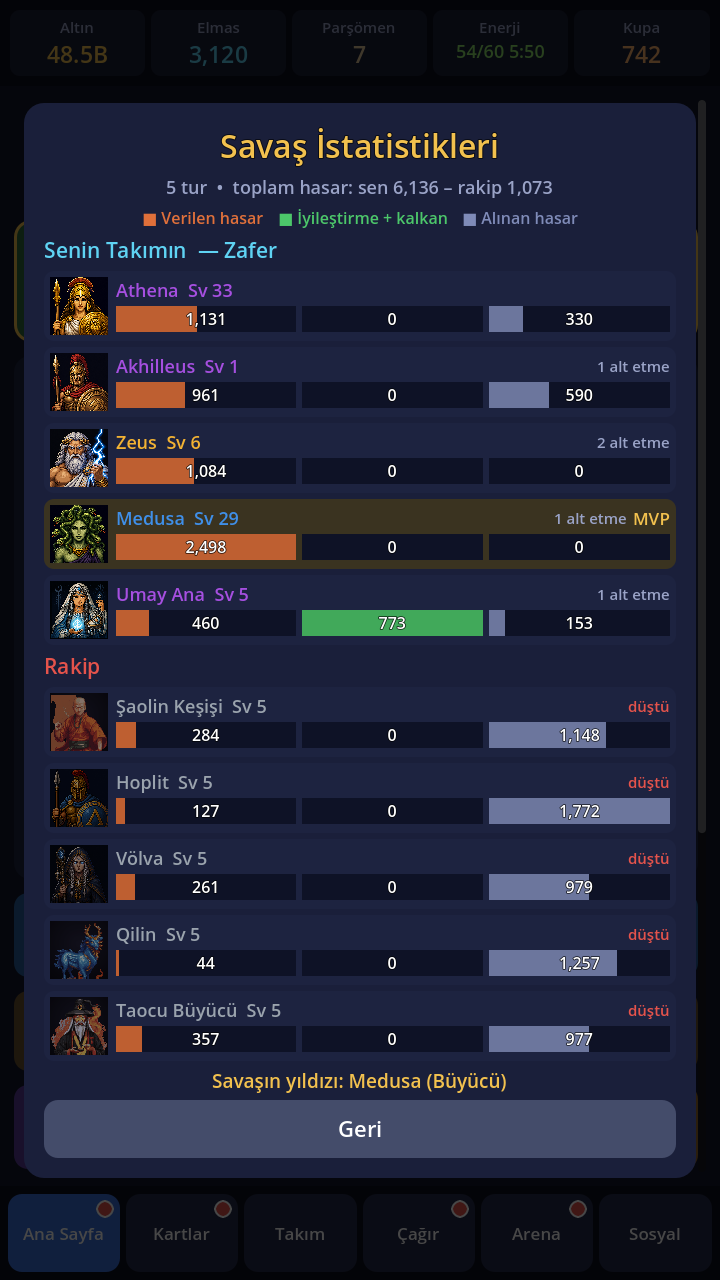 Altın Elmas Parşömen Enerji Kupa
48.5B 3,120 7 54/60 5:50 742
Savaş İstatistikleri
5 tur • toplam hasar: sen 6,136 – rakip 1,073
Verilen hasar İyileştirme + kalkan Alınan hasar
Senin Takımın — Zafer
Athena Sv 33
1,131 0 330
Akhilleus Sv 1 1 alt etme
961 0 590
Zeus Sv 6 2 alt etme
1,084 0 0
Medusa Sv 29 1 alt etme MVP
2,498 0 0
Umay Ana Sv 5 1 alt etme
460 773 153
Rakip
Şaolin Keşişi Sv 5 düştü
284 0 1,148
Hoplit Sv 5 düştü
127 0 1,772
Völva Sv 5 düştü
261 0 979
Qilin Sv 5 düştü
44 0 1,257
Taocu Büyücü Sv 5 düştü
357 0 977
Savaşın yıldızı: Medusa (Büyücü)
Geri
Ana Sayfa Kartlar Takım Çağır Arena Sosyal